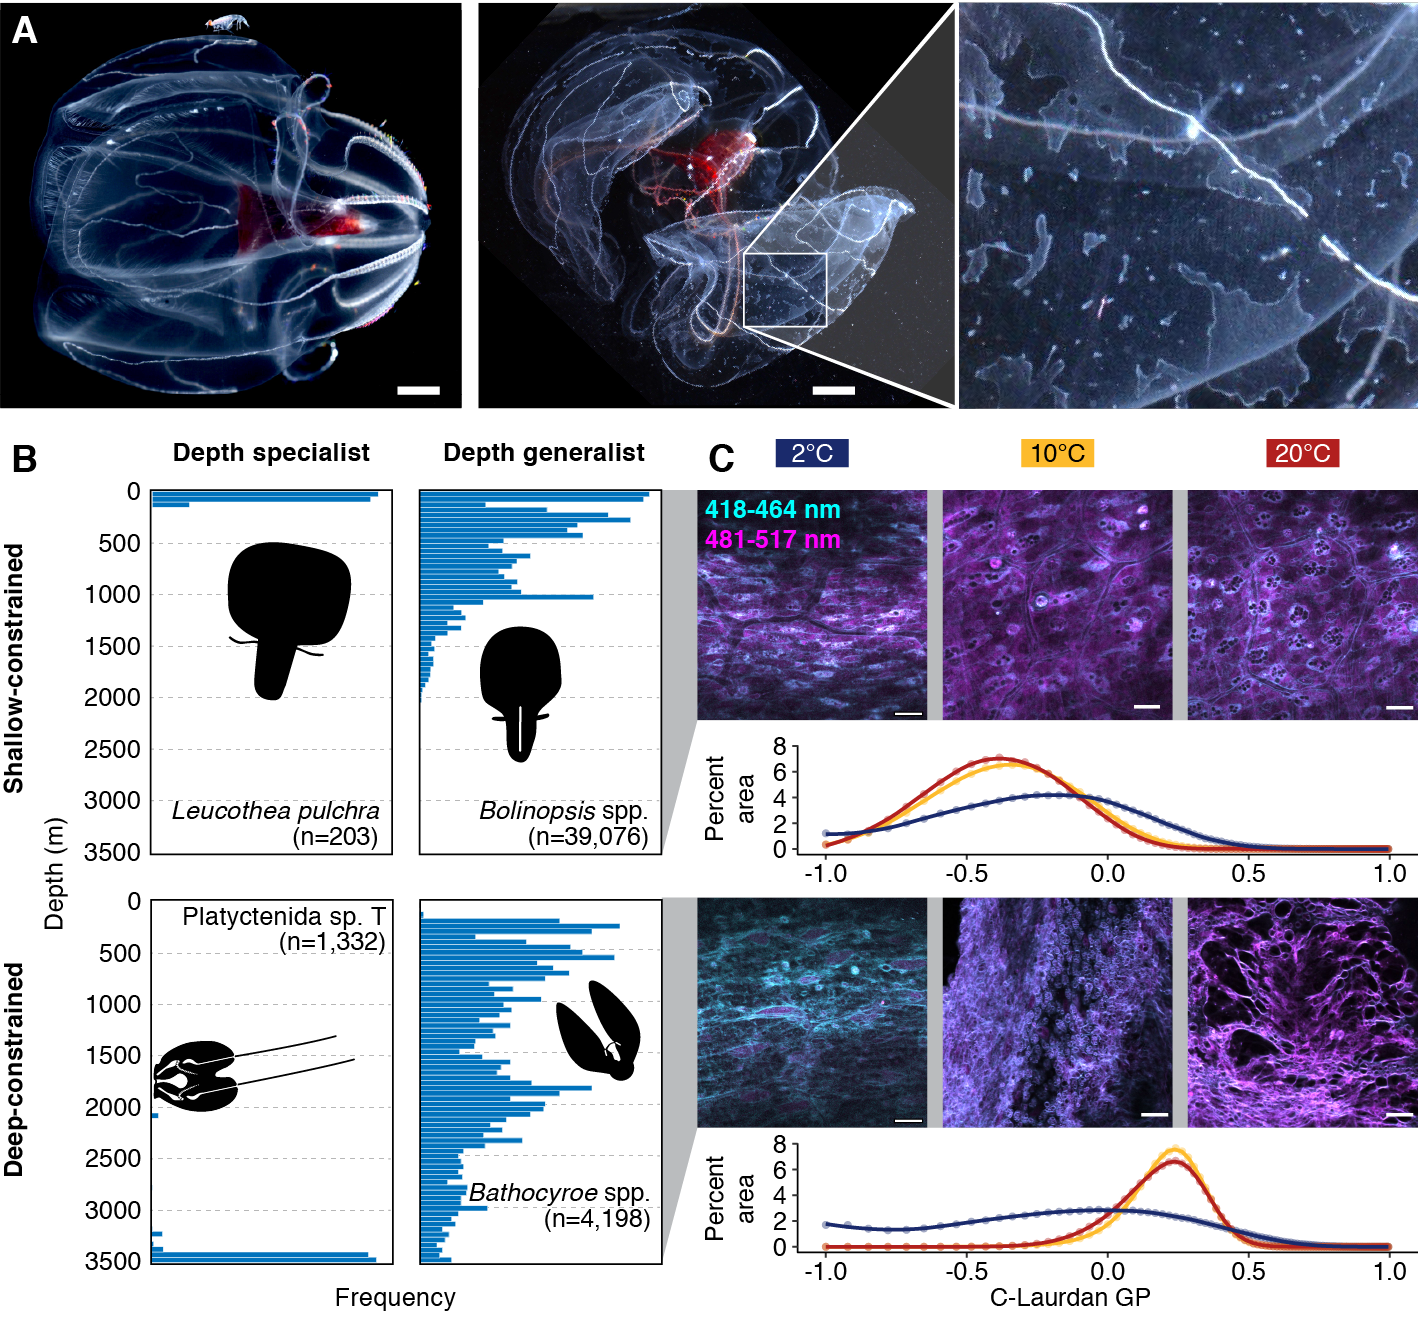 A
B
Depth specialist
Depth generalist
C
2°C
10°C
20°C
Shallow-constrained
Deep-constrained
Depth (m)
0
500
1000
1500
2000
2500
3000
3500
Leucothea pulchra
(n=203)
Bolinopsis spp.
(n=39,076)
418-464 nm
481-517 nm
Percent
area
8
6
4
2
0
-1.0
-0.5
0.0
0.5
1.0
0
500
1000
1500
2000
2500
3000
3500
Platyctenida sp. T
(n=1,332)
Bathocyroe spp.
(n=4,198)
Frequency
Percent
area
8
6
4
2
0
-1.0
-0.5
0.0
0.5
1.0
C-Laurdan GP